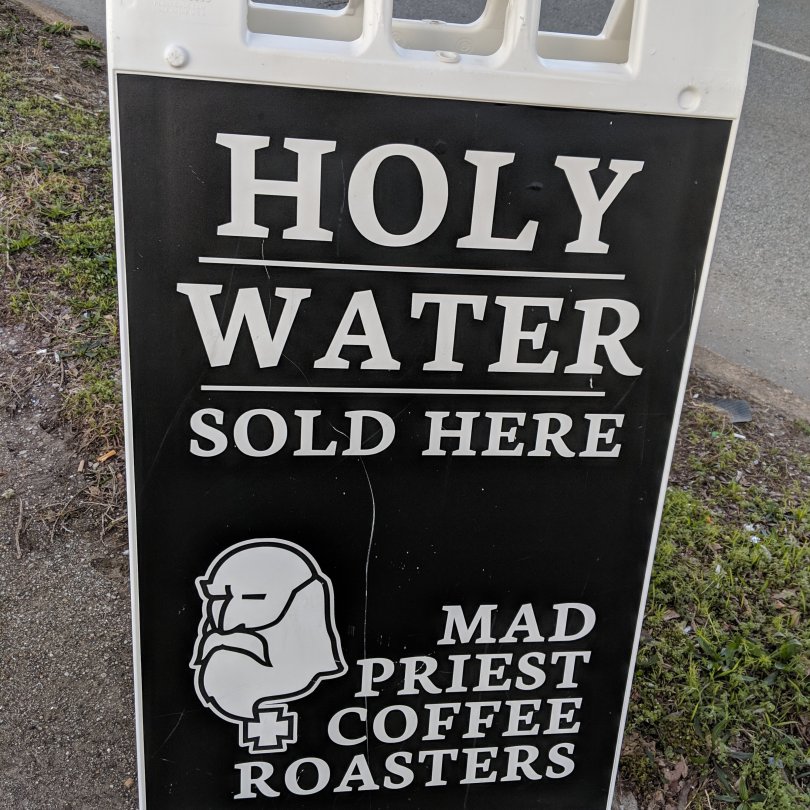 HOLY
WATER
SOLD HERE
MAD
PRIEST
COFFEE
ROASTERS